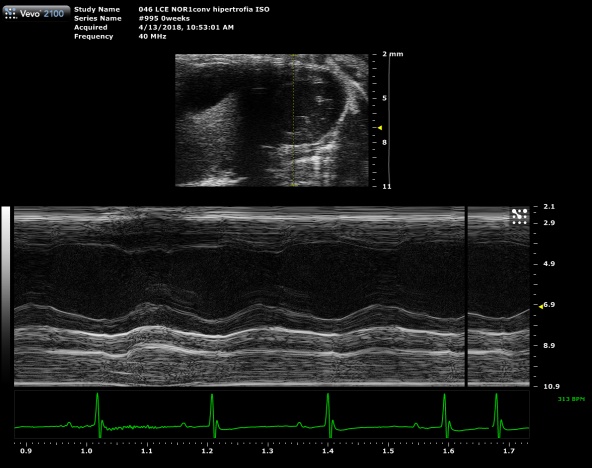 Vevo 2100
Study Name 046 LCE NOR1conv hipertrofia ISO
Series Name #995 0weeks
Acquired 4/13/2018, 10:53:01 AM
Frequency 40 MHz
2 mm
5
8
11
2.1
2.9
4.9
6.9
8.9
10.9
313 BPM
0.9 1.0 1.1 1.2 1.3 1.4 1.5 1.6 1.7